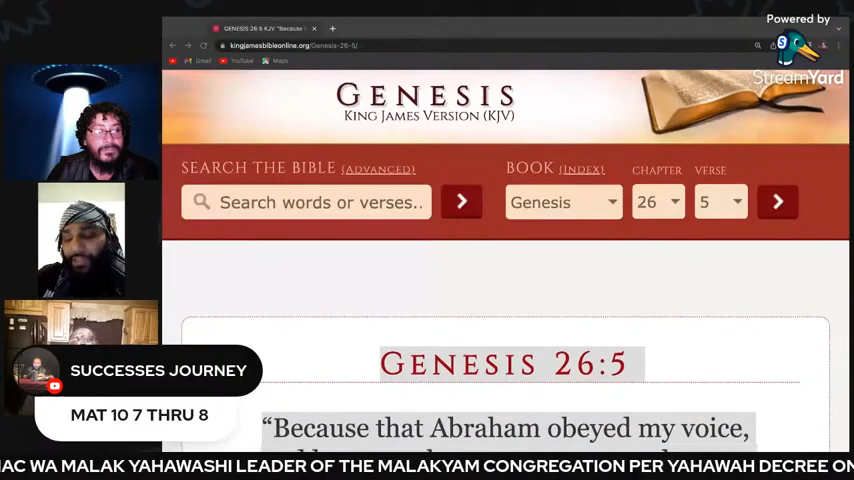 GENESIS 26:5 KJV "Because
kingjamesbibleonline.org/Genesis-26-5/
Gmail YouTube Maps
Powered by
StreamYard
GENESIS
KING JAMES VERSION (KJV)
SEARCH THE BIBLE (ADVANCED)
BOOK (INDEX) CHAPTER VERSE
Search words or verses..
Genesis 26 5
GENESIS 26:5
“Because that Abraham obeyed my voice,
SUCCESSES JOURNEY
MAT 10 7 THRU 8
WA MALAK YAHAWASHI LEADER OF THE MALAKYAM CONGREGATION PER YAHAWAH DECREE